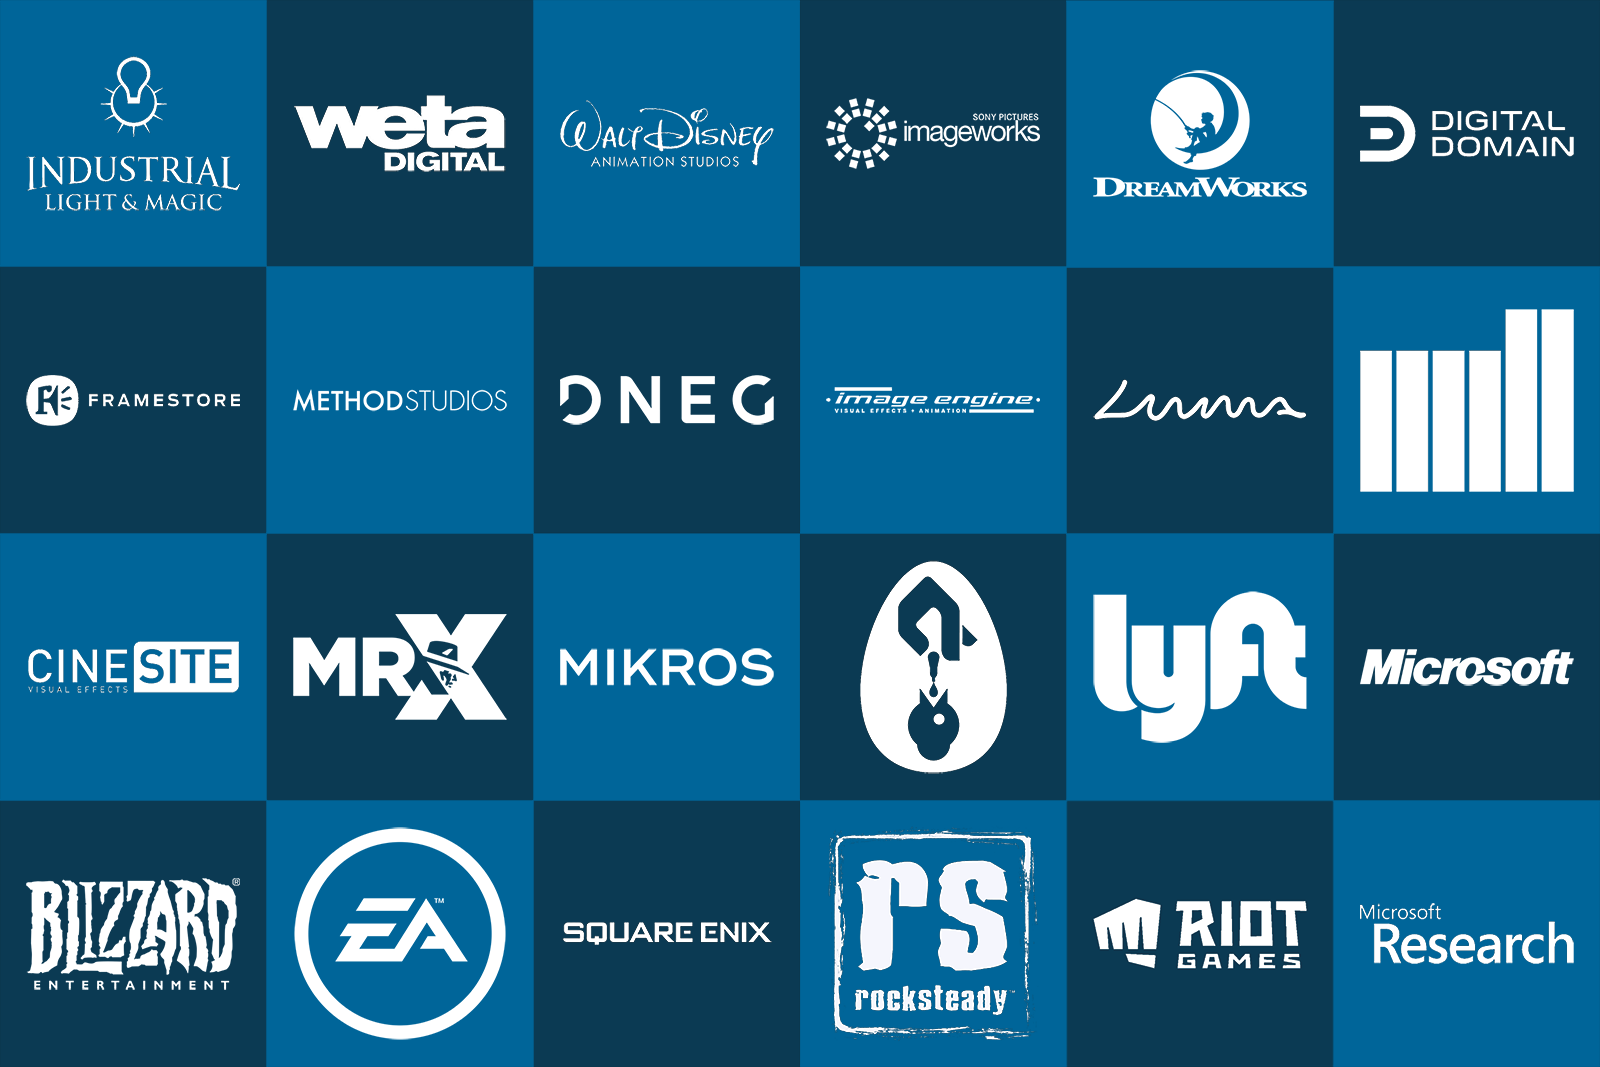 INDUSTRIAL
LIGHT & MAGIC
weta
DIGITAL
WALT DISNEY
ANIMATION STUDIOS
SONY PICTURES
imageworks
DREAMWORKS
DIGITAL
DOMAIN
FRAMESTORE
METHODSTUDIOS
DNEG
image engine
VISUAL EFFECTS • ANIMATION
Luma
CINESITE
VISUAL EFFECTS
MRX
MIKROS
lyft
Microsoft
BLIZZARD®
ENTERTAINMENT
EA™
SQUARE ENIX
rs
rocksteady
RIOT
GAMES
Microsoft
Research